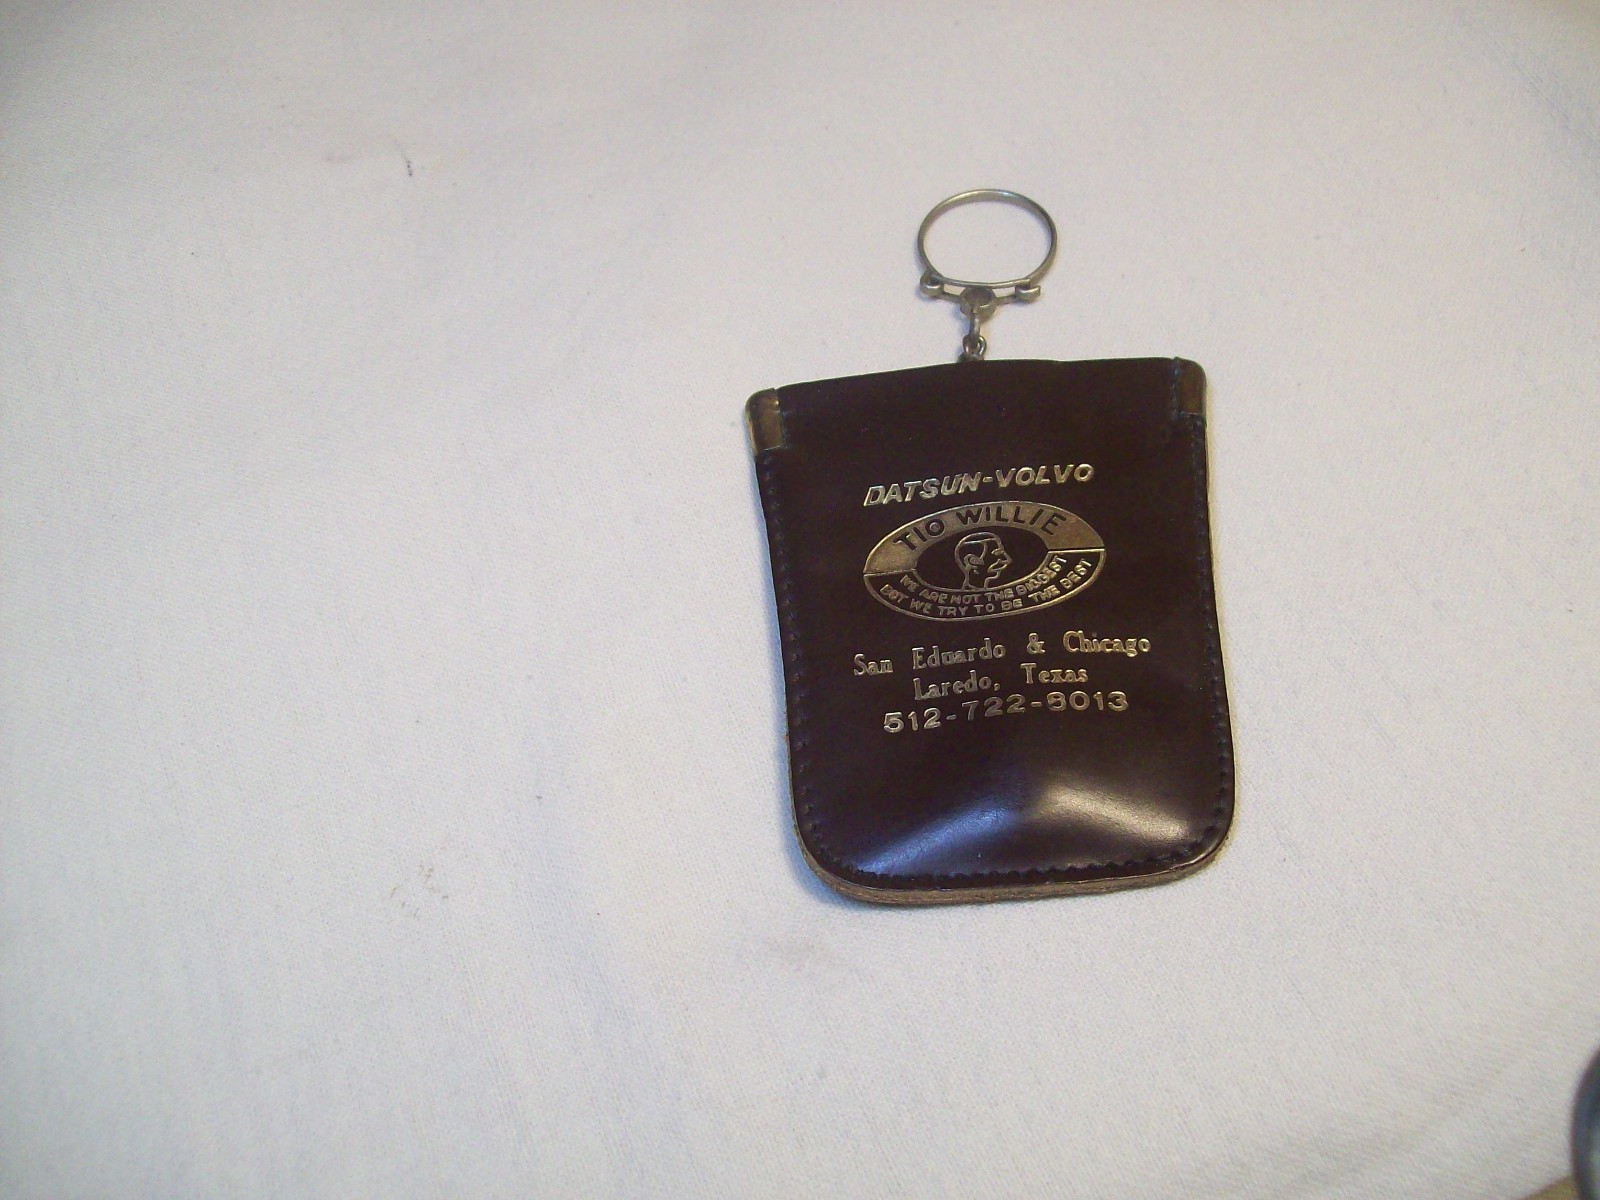 DATSUN-VOLVO
TIO WILLIE
WE ARE NOT THE BIGGEST
BUT WE TRY TO BE THE BEST
San Eduardo & Chicago
Laredo, Texas
512-722-8013